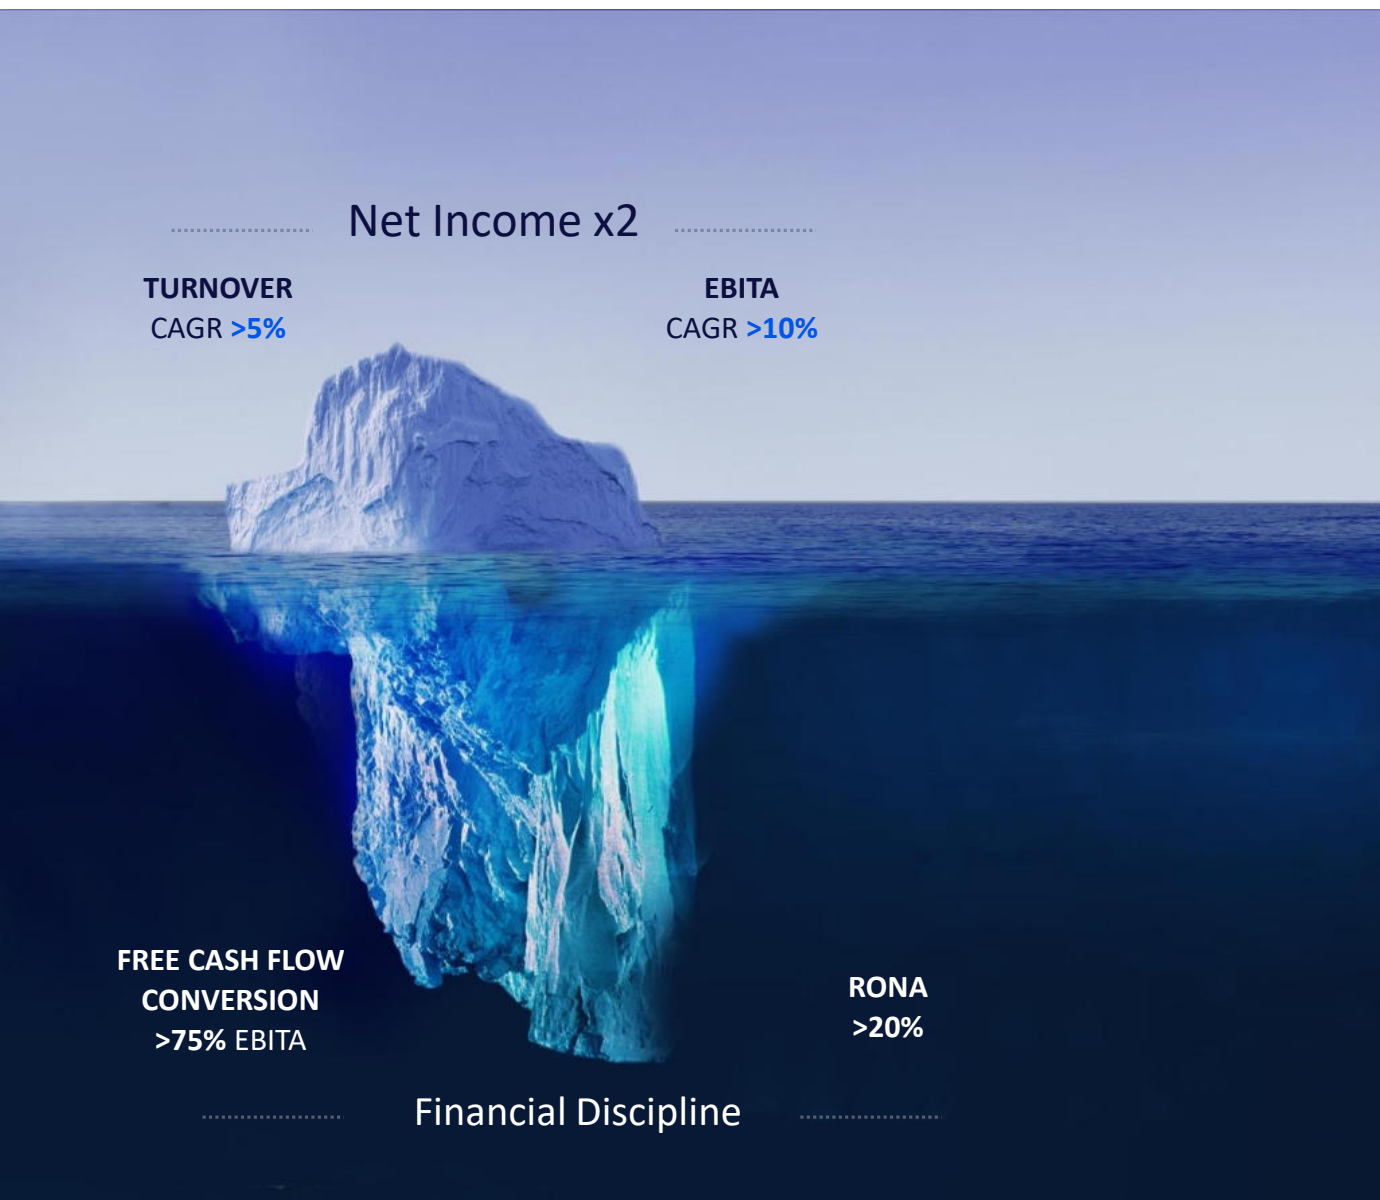 Net Income x2
TURNOVER
CAGR >5%
EBITA
CAGR >10%
FREE CASH FLOW
CONVERSION
>75% EBITA
RONA
>20%
Financial Discipline